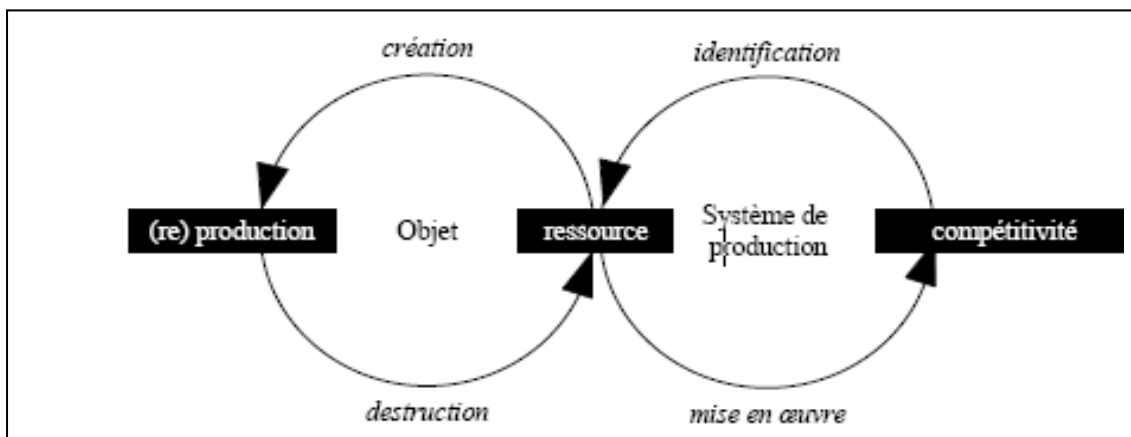 création
identification
(re) production
Objet
ressource
Système de
production
compétitivité
destruction
mise en œuvre